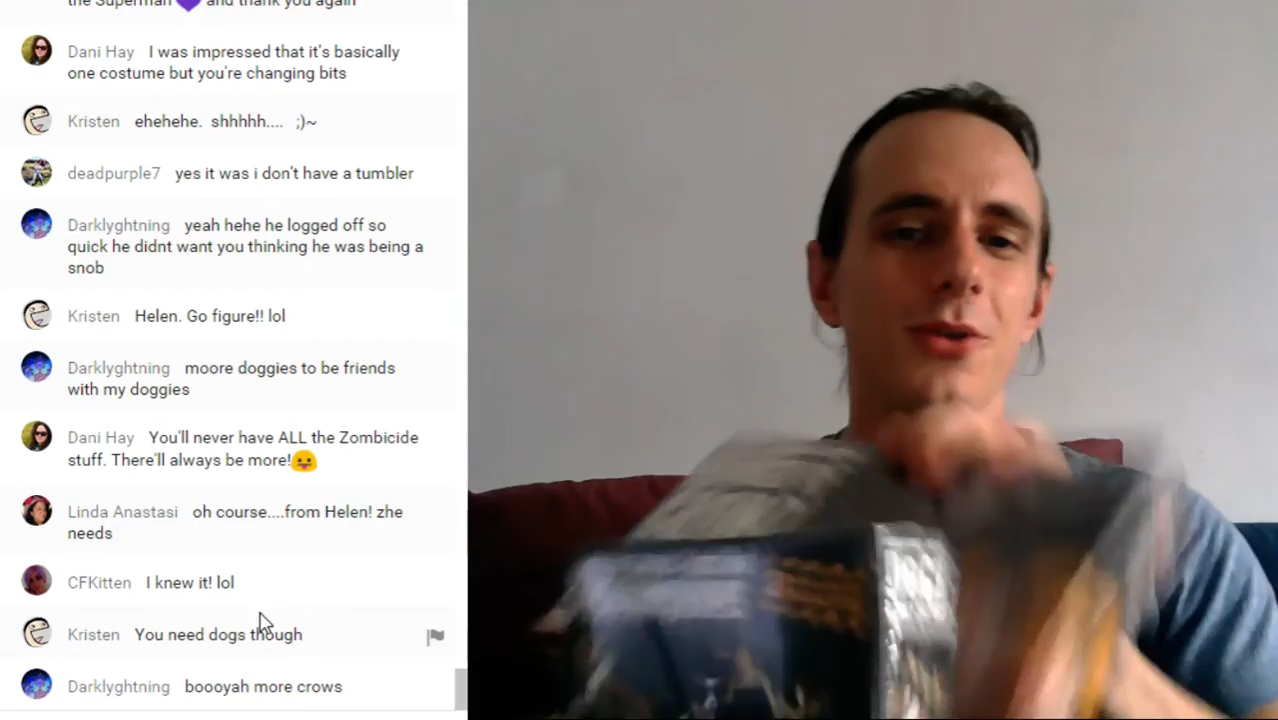 the Superman 💜 and thank you again
Dani Hay I was impressed that it's basically
one costume but you're changing bits
Kristen ehehehe. shhhhh.... ;)~
deadpurple7 yes it was i don't have a tumbler
Darklyghtning yeah hehe he logged off so
quick he didnt want you thinking he was being a
snob
Kristen Helen. Go figure!! lol
Darklyghtning moore doggies to be friends
with my doggies
Dani Hay You'll never have ALL the Zombicide
stuff. There'll always be more!😛
Linda Anastasi oh course....from Helen! zhe
needs
CFKitten I knew it! lol
Kristen You need dogs though
Darklyghtning boooyah more crows